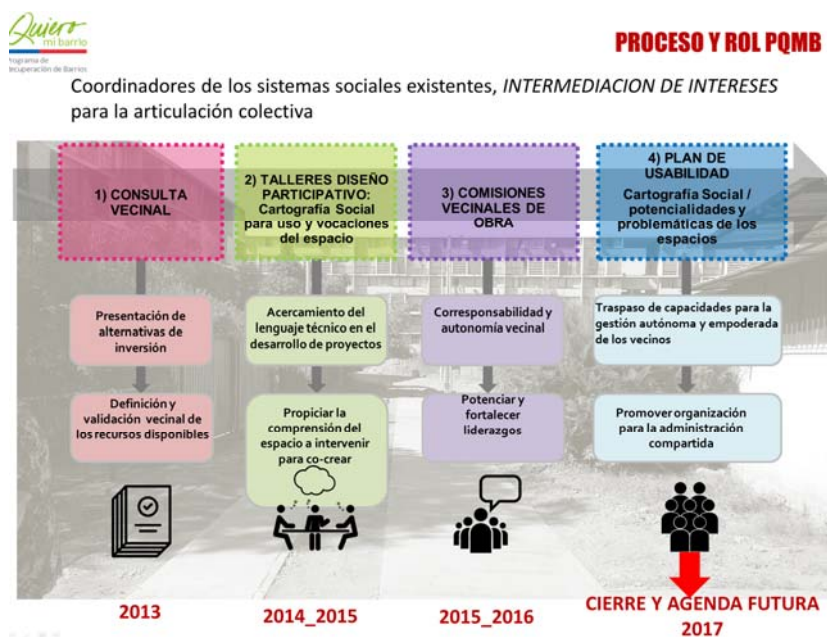 Quiero
mi barrio
Programa de
Recuperación de Barrios
PROCESO Y ROL PQMB
Coordinadores de los sistemas sociales existentes, INTERMEDIACION DE INTERESES
para la articulación colectiva
1) CONSULTA
VECINAL
Presentación de
alternativas de
inversión
Definición y
validación vecinal de
los recursos disponibles
2013
2) TALLERES DISEÑO
PARTICIPATIVO:
Cartografía Social
para uso y vocaciones
del espacio
Acercamiento del
lenguaje técnico en el
desarrollo de proyectos
Propiciar la
comprensión del
espacio a intervenir
para co-crear
2014_2015
3) COMISIONES
VECINALES DE
OBRA
Corresponsabilidad y
autonomía vecinal
Potenciar y
fortalecer
liderazgos
2015_2016
4) PLAN DE
USABILIDAD
Cartografía Social /
potencialidades y
problemáticas de los
espacios
Traspaso de capacidades para la
gestión autónoma y empoderada
de los vecinos
Promover organización
para la administración
compartida
CIERRE Y AGENDA FUTURA
2017